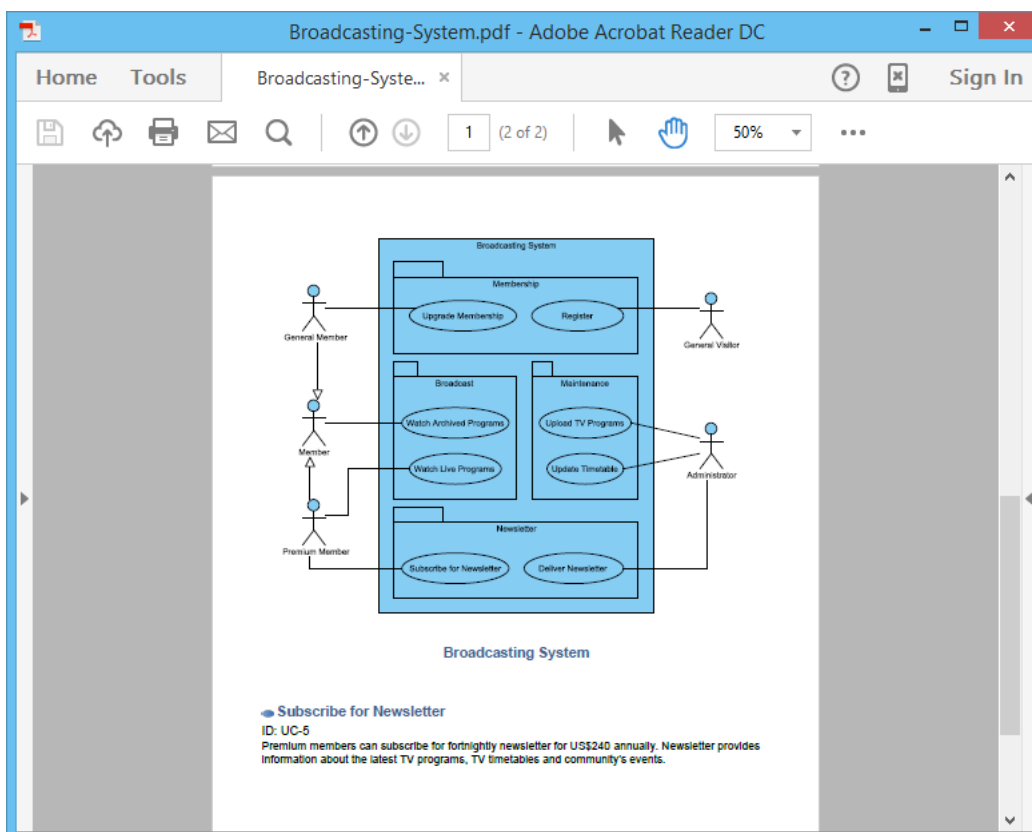 Broadcasting-System.pdf - Adobe Acrobat Reader DC
Home Tools Broadcasting-Syste... × Sign In
1 (2 of 2) 50%
Broadcasting System
Membership
Upgrade Membership Register
General Member General Visitor
Broadcast Maintenance
Watch Archived Programs Upload TV Programs
Member
Watch Live Programs Update Timetable
Administrator
Newsletter
Premium Member
Subscribe for Newsletter Deliver Newsletter
Broadcasting System
Subscribe for Newsletter
ID: UC-5
Premium members can subscribe for fortnightly newsletter for US$240 annually. Newsletter provides
information about the latest TV programs, TV timetables and community's events.